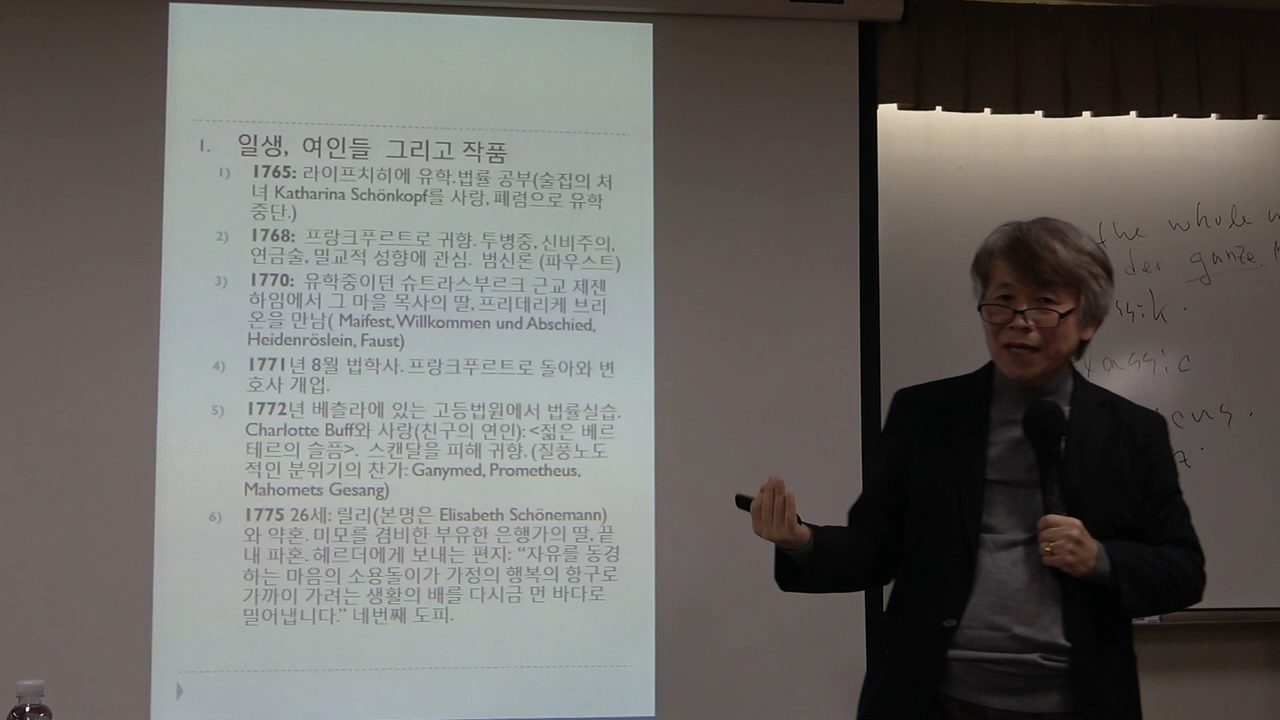 I. 일생, 여인들 그리고 작품
1) 1765: 라이프치히에 유학.법률 공부(술집의 처
녀 Katharina Schönkopf를 사랑, 폐렴으로 유학
중단.)
2) 1768: 프랑크푸르트로 귀향. 투병중, 신비주의,
연금술, 밀교적 성향에 관심. 범신론 (파우스트)
3) 1770: 유학중이던 슈트라스부르크 근교 제젠
하임에서 그 마을 목사의 딸, 프리데리케 브리
온을 만남( Maifest, Willkommen und Abschied,
Heidenröslein, Faust)
4) 1771년 8월 법학사. 프랑크푸르트로 돌아와 변
호사 개업.
5) 1772년 베츨라에 있는 고등법원에서 법률실습.
Charlotte Buff와 사랑(친구의 연인): <젊은 베르
테르의 슬픔>. 스캔달을 피해 귀향. (질풍노도
적인 분위기의 찬가: Ganymed, Prometheus,
Mahomets Gesang)
6) 1775 26세: 릴리(본명은 Elisabeth Schönemann)
와 약혼. 미모를 겸비한 부유한 은행가의 딸, 끝
내 파혼. 헤르더에게 보내는 편지: “자유를 동경
하는 마음의 소용돌이가 가정의 행복의 항구로
가까이 가려는 생활의 배를 다시금 먼 바다로
밀어냅니다.” 네번째 도피.
the whole
der ganze